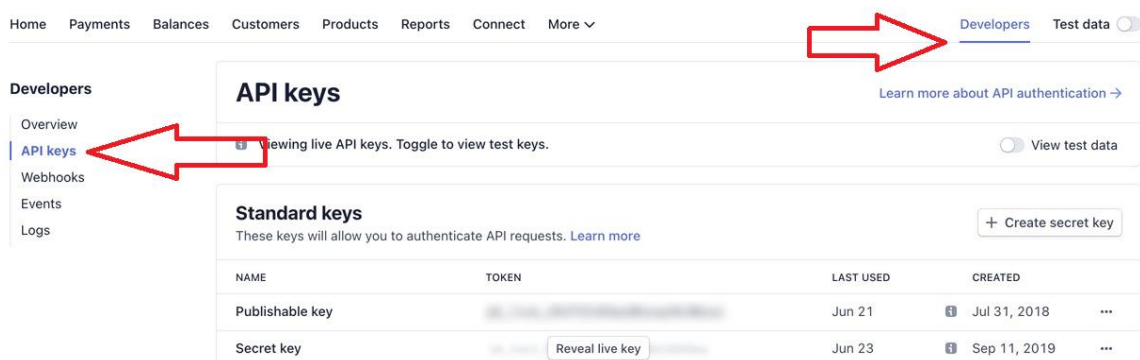 Home Payments Balances Customers Products Reports Connect More Developers Test data
Developers
Overview
API keys
Webhooks
Events
Logs
API keys
Learn more about API authentication →
Viewing live API keys. Toggle to view test keys.
View test data
Standard keys
These keys will allow you to authenticate API requests. Learn more
+ Create secret key
NAME TOKEN LAST USED CREATED
Publishable key Jun 21 Jul 31, 2018
Secret key Reveal live key Jun 23 Sep 11, 2019